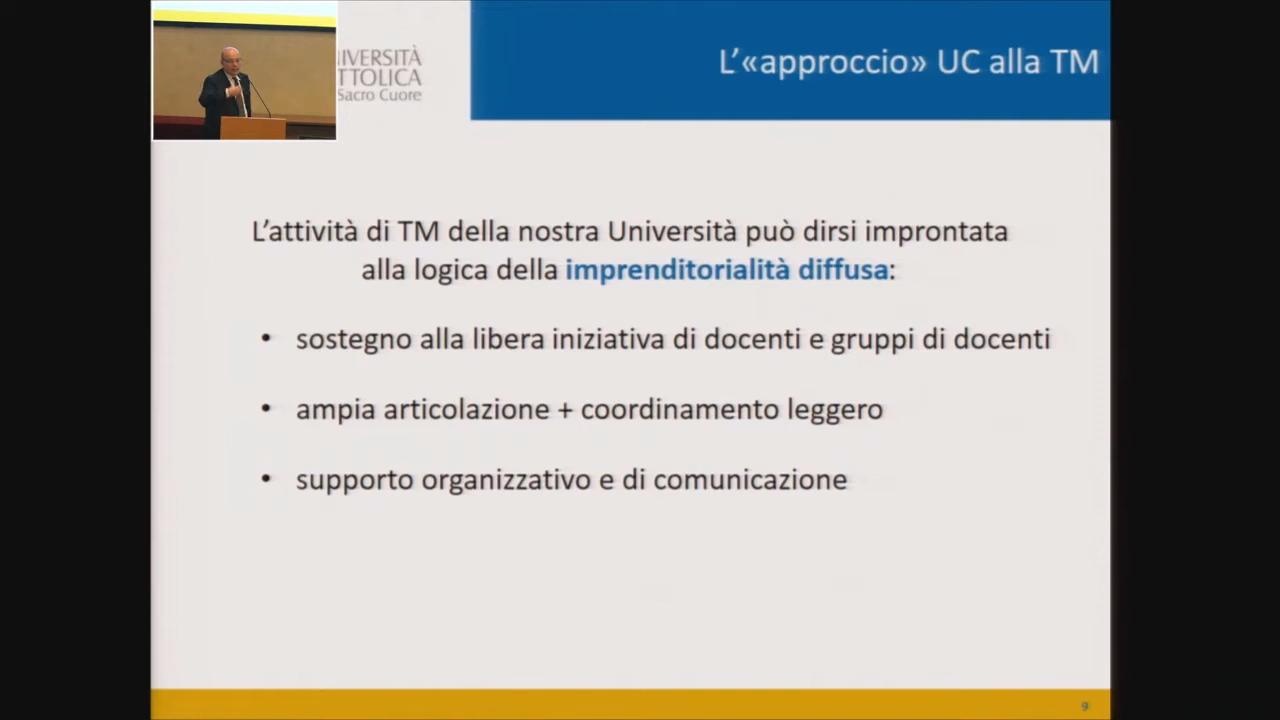 IVERSITÀ
TTOLICA
Sacro Cuore
L'«approccio» UC alla TM
L'attività di TM della nostra Università può dirsi improntata
alla logica della imprenditorialità diffusa:
• sostegno alla libera iniziativa di docenti e gruppi di docenti
• ampia articolazione + coordinamento leggero
• supporto organizzativo e di comunicazione
9